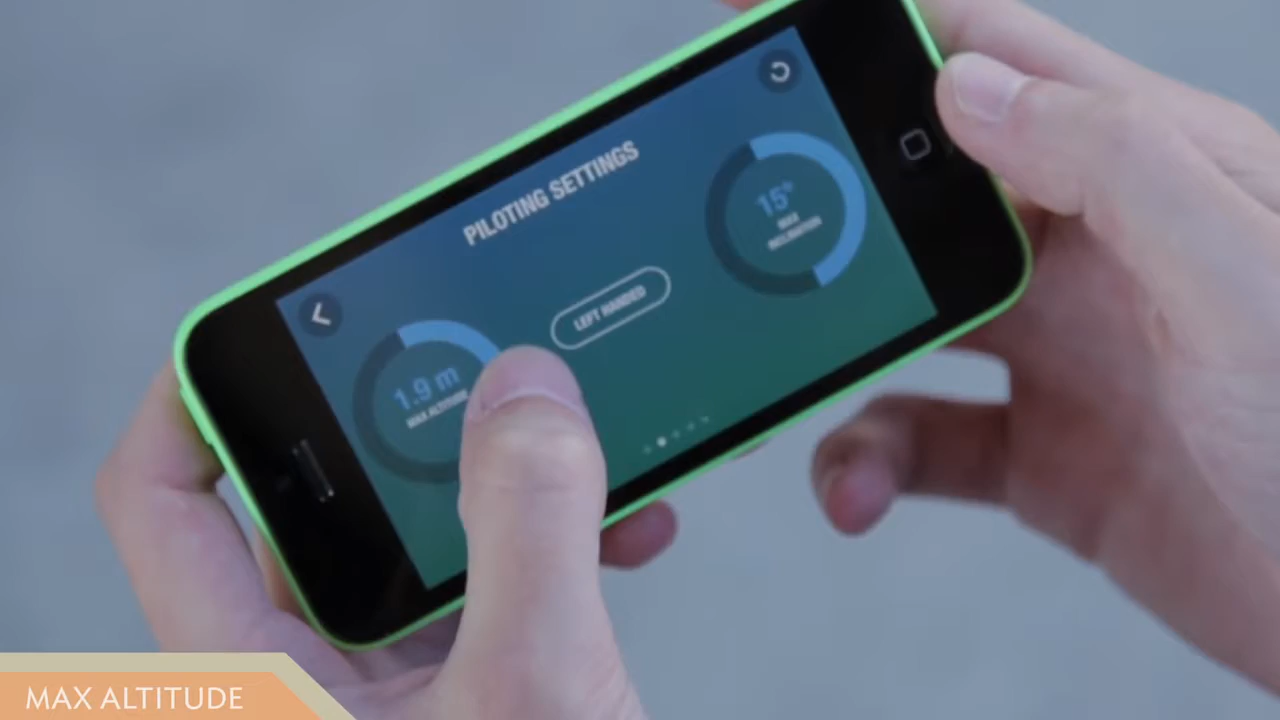 PILOTING SETTINGS
15°
MAX
INCLINATION
LEFT HANDED
1.9 m
MAX ALTITUDE
MAX ALTITUDE